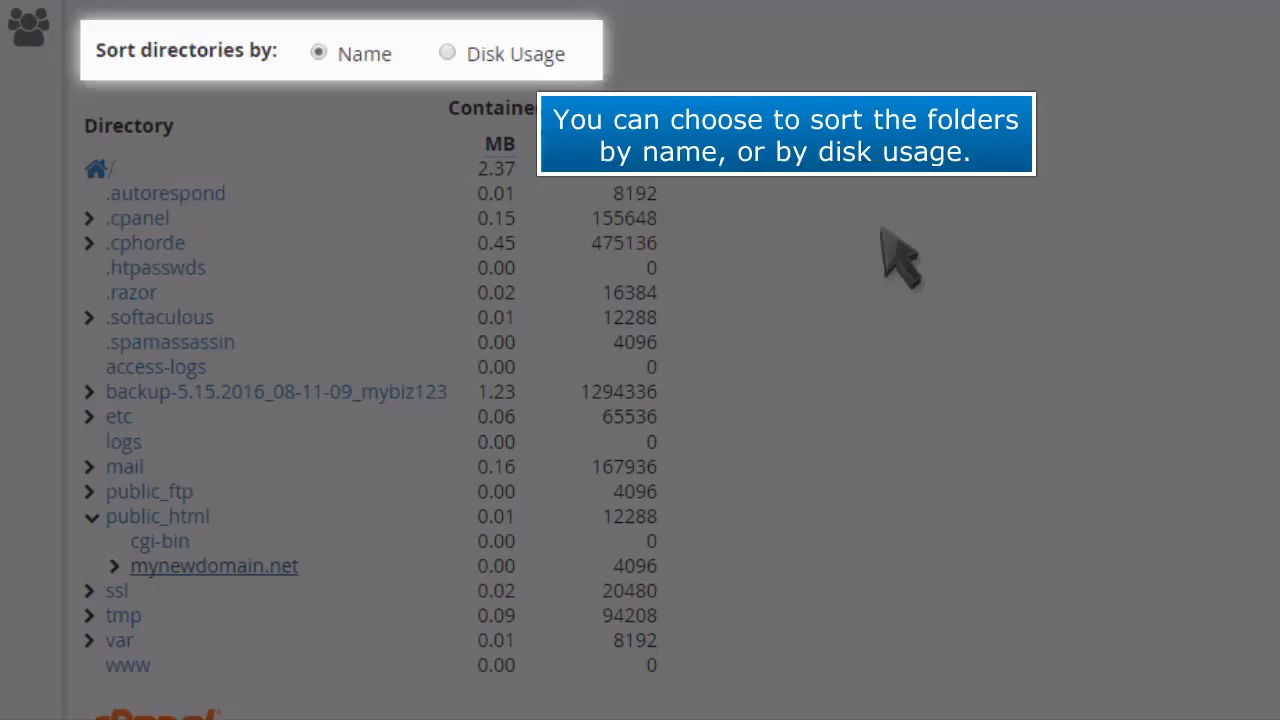 Sort directories by: Name Disk Usage
You can choose to sort the folders
by name, or by disk usage.
Directory
MB
/ 2.37
.autorespond 0.01 8192
.cpanel 0.15 155648
.cphorde 0.45 475136
.htpasswds 0.00 0
.razor 0.02 16384
.softaculous 0.01 12288
.spamassassin 0.00 4096
access-logs 0.00 0
backup-5.15.2016_08-11-09_mybiz123 1.23 1294336
etc 0.06 65536
logs 0.00 0
mail 0.16 167936
public_ftp 0.00 4096
public_html 0.01 12288
cgi-bin 0.00 0
mynewdomain.net 0.00 4096
ssl 0.02 20480
tmp 0.09 94208
var 0.01 8192
www 0.00 0